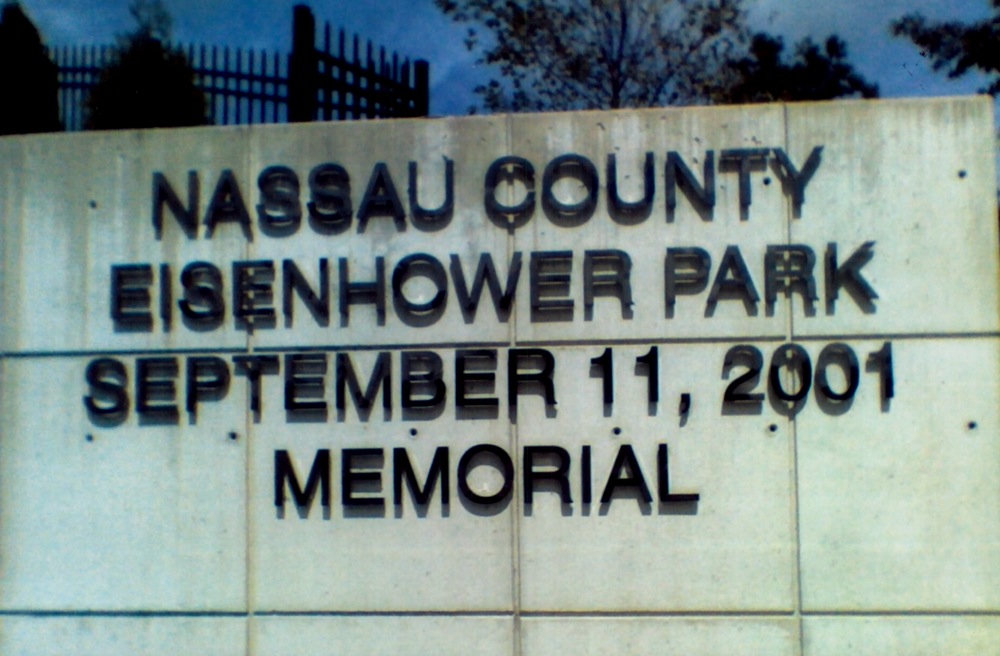 NASSAU COUNTY
EISENHOWER PARK
SEPTEMBER 11, 2001
MEMORIAL